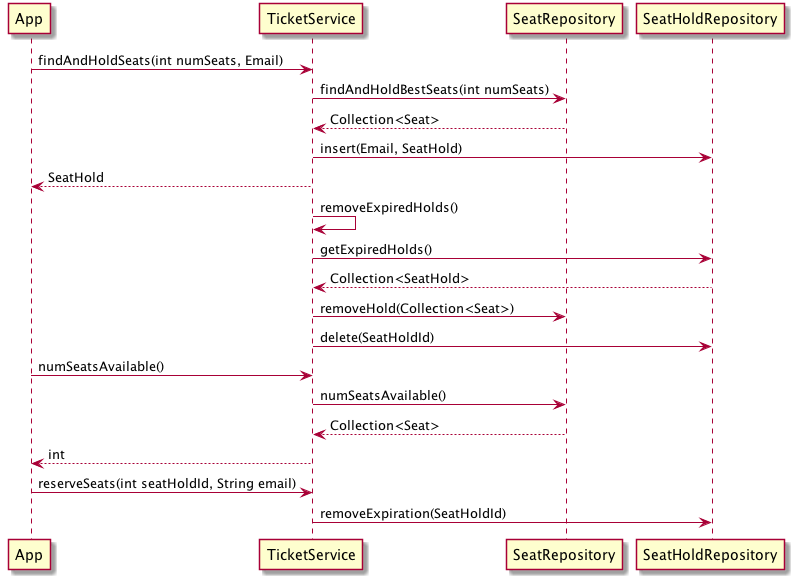 App TicketService SeatRepository SeatHoldRepository
findAndHoldSeats(int numSeats, Email)
findAndHoldBestSeats(int numSeats)
Collection<Seat>
insert(Email, SeatHold)
SeatHold
removeExpiredHolds()
getExpiredHolds()
Collection<SeatHold>
removeHold(Collection<Seat>)
delete(SeatHoldId)
numSeatsAvailable()
numSeatsAvailable()
Collection<Seat>
int
reserveSeats(int seatHoldId, String email)
removeExpiration(SeatHoldId)
App TicketService SeatRepository SeatHoldRepository